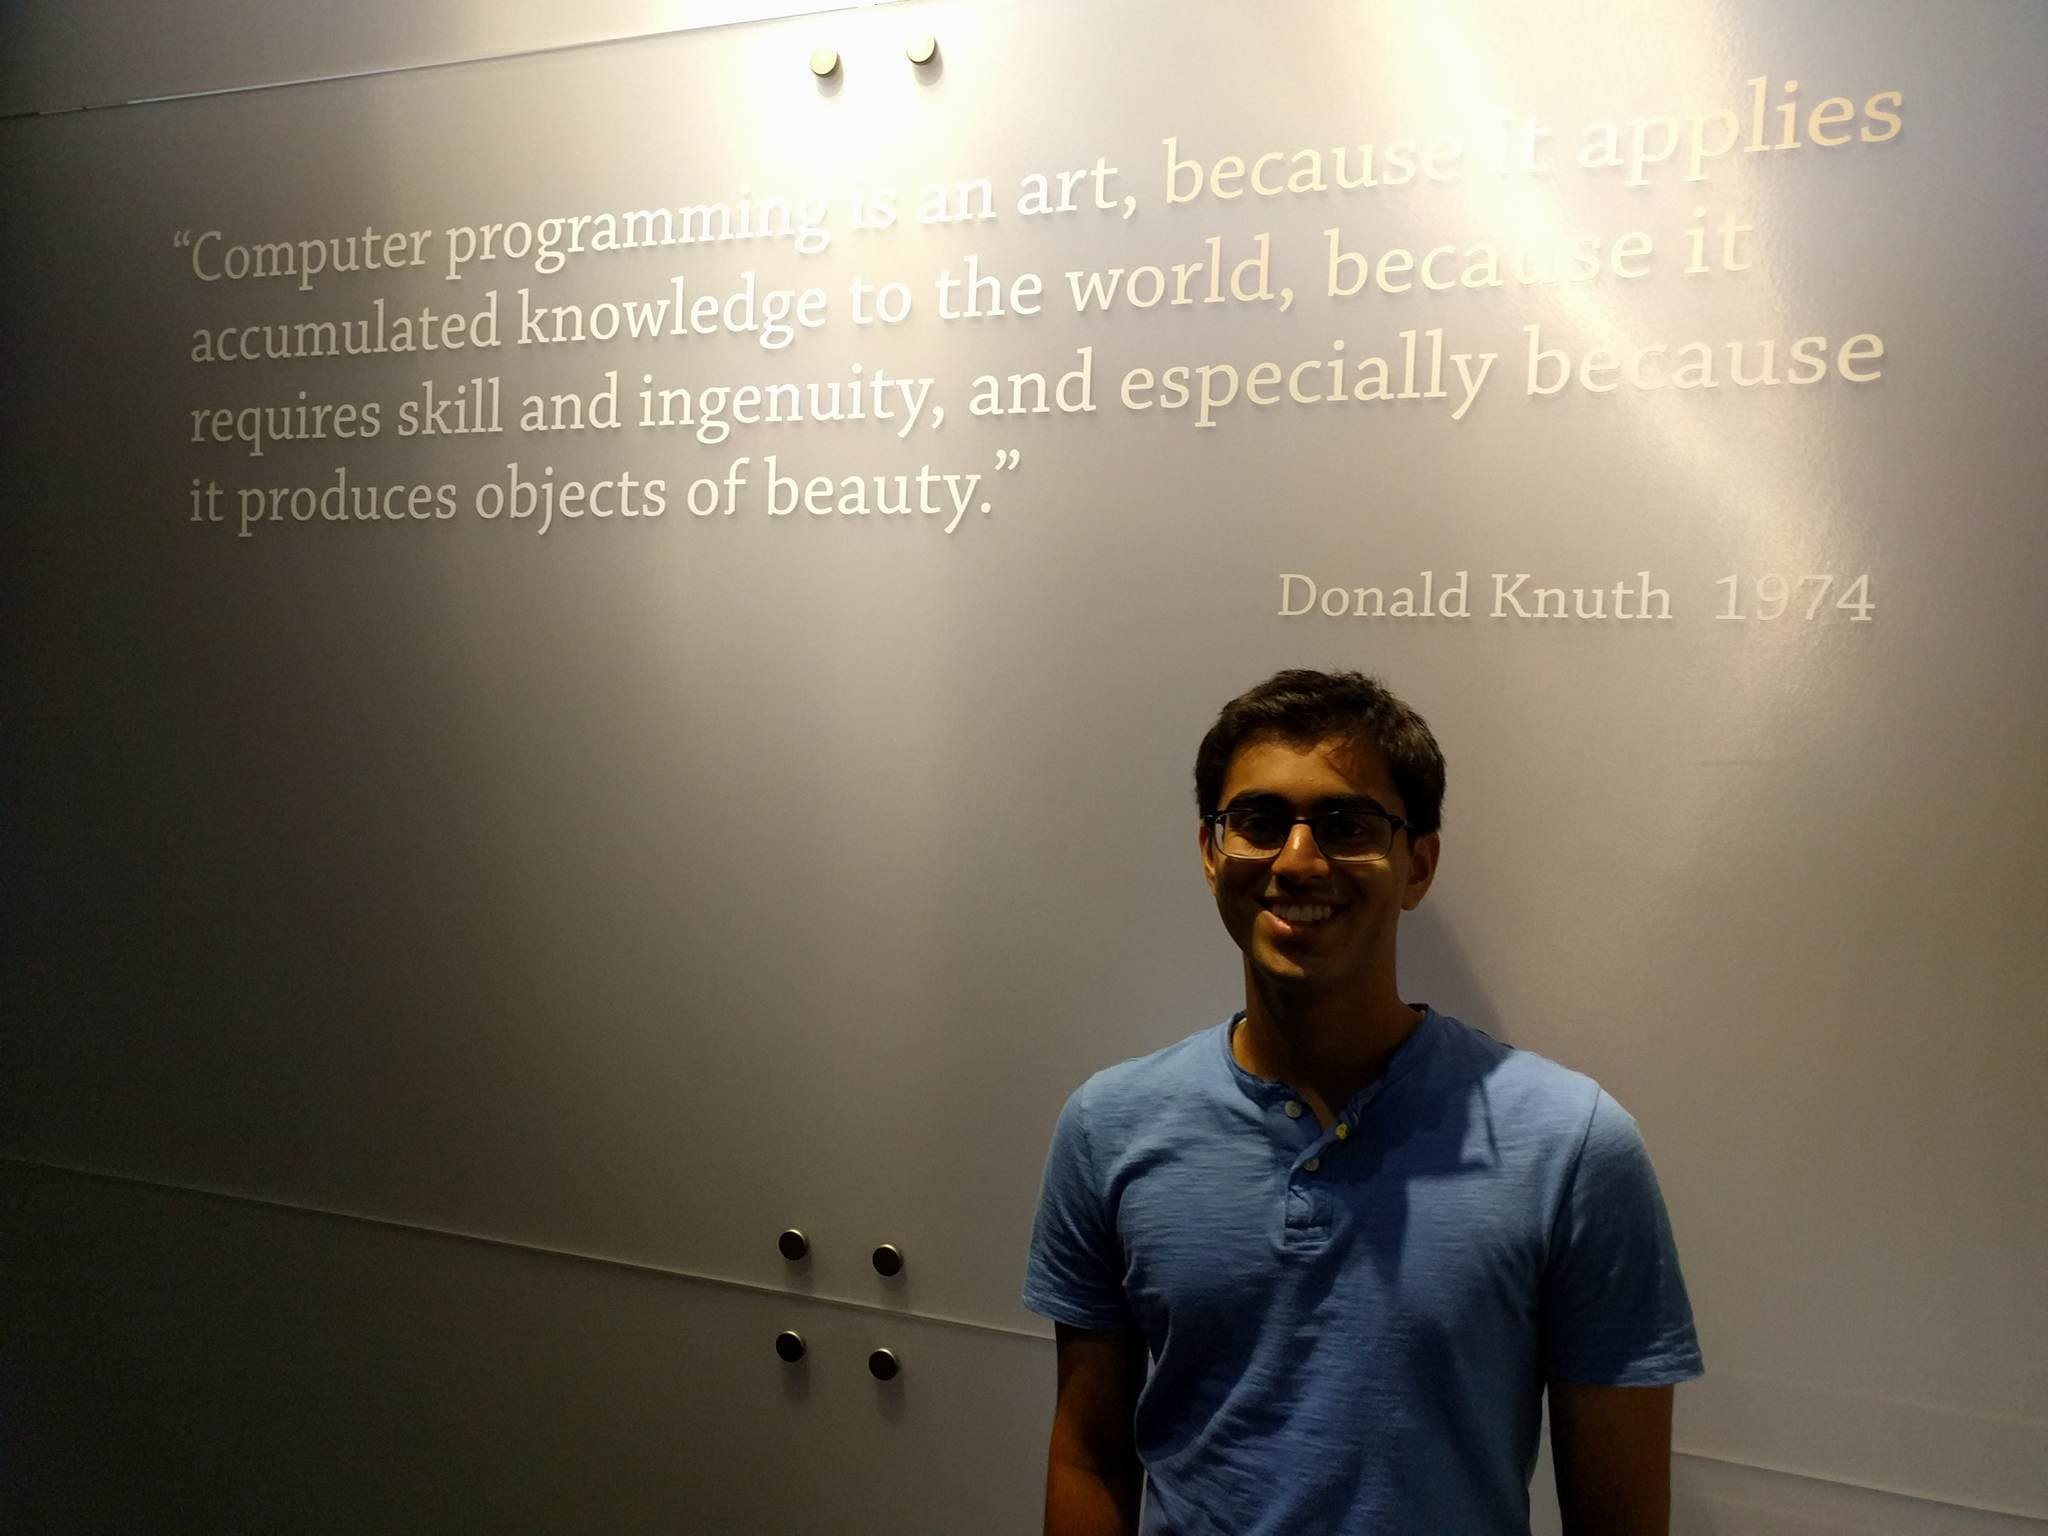 “Computer programming is an art, because it applies
accumulated knowledge to the world, because it
requires skill and ingenuity, and especially because
it produces objects of beauty.”
Donald Knuth 1974